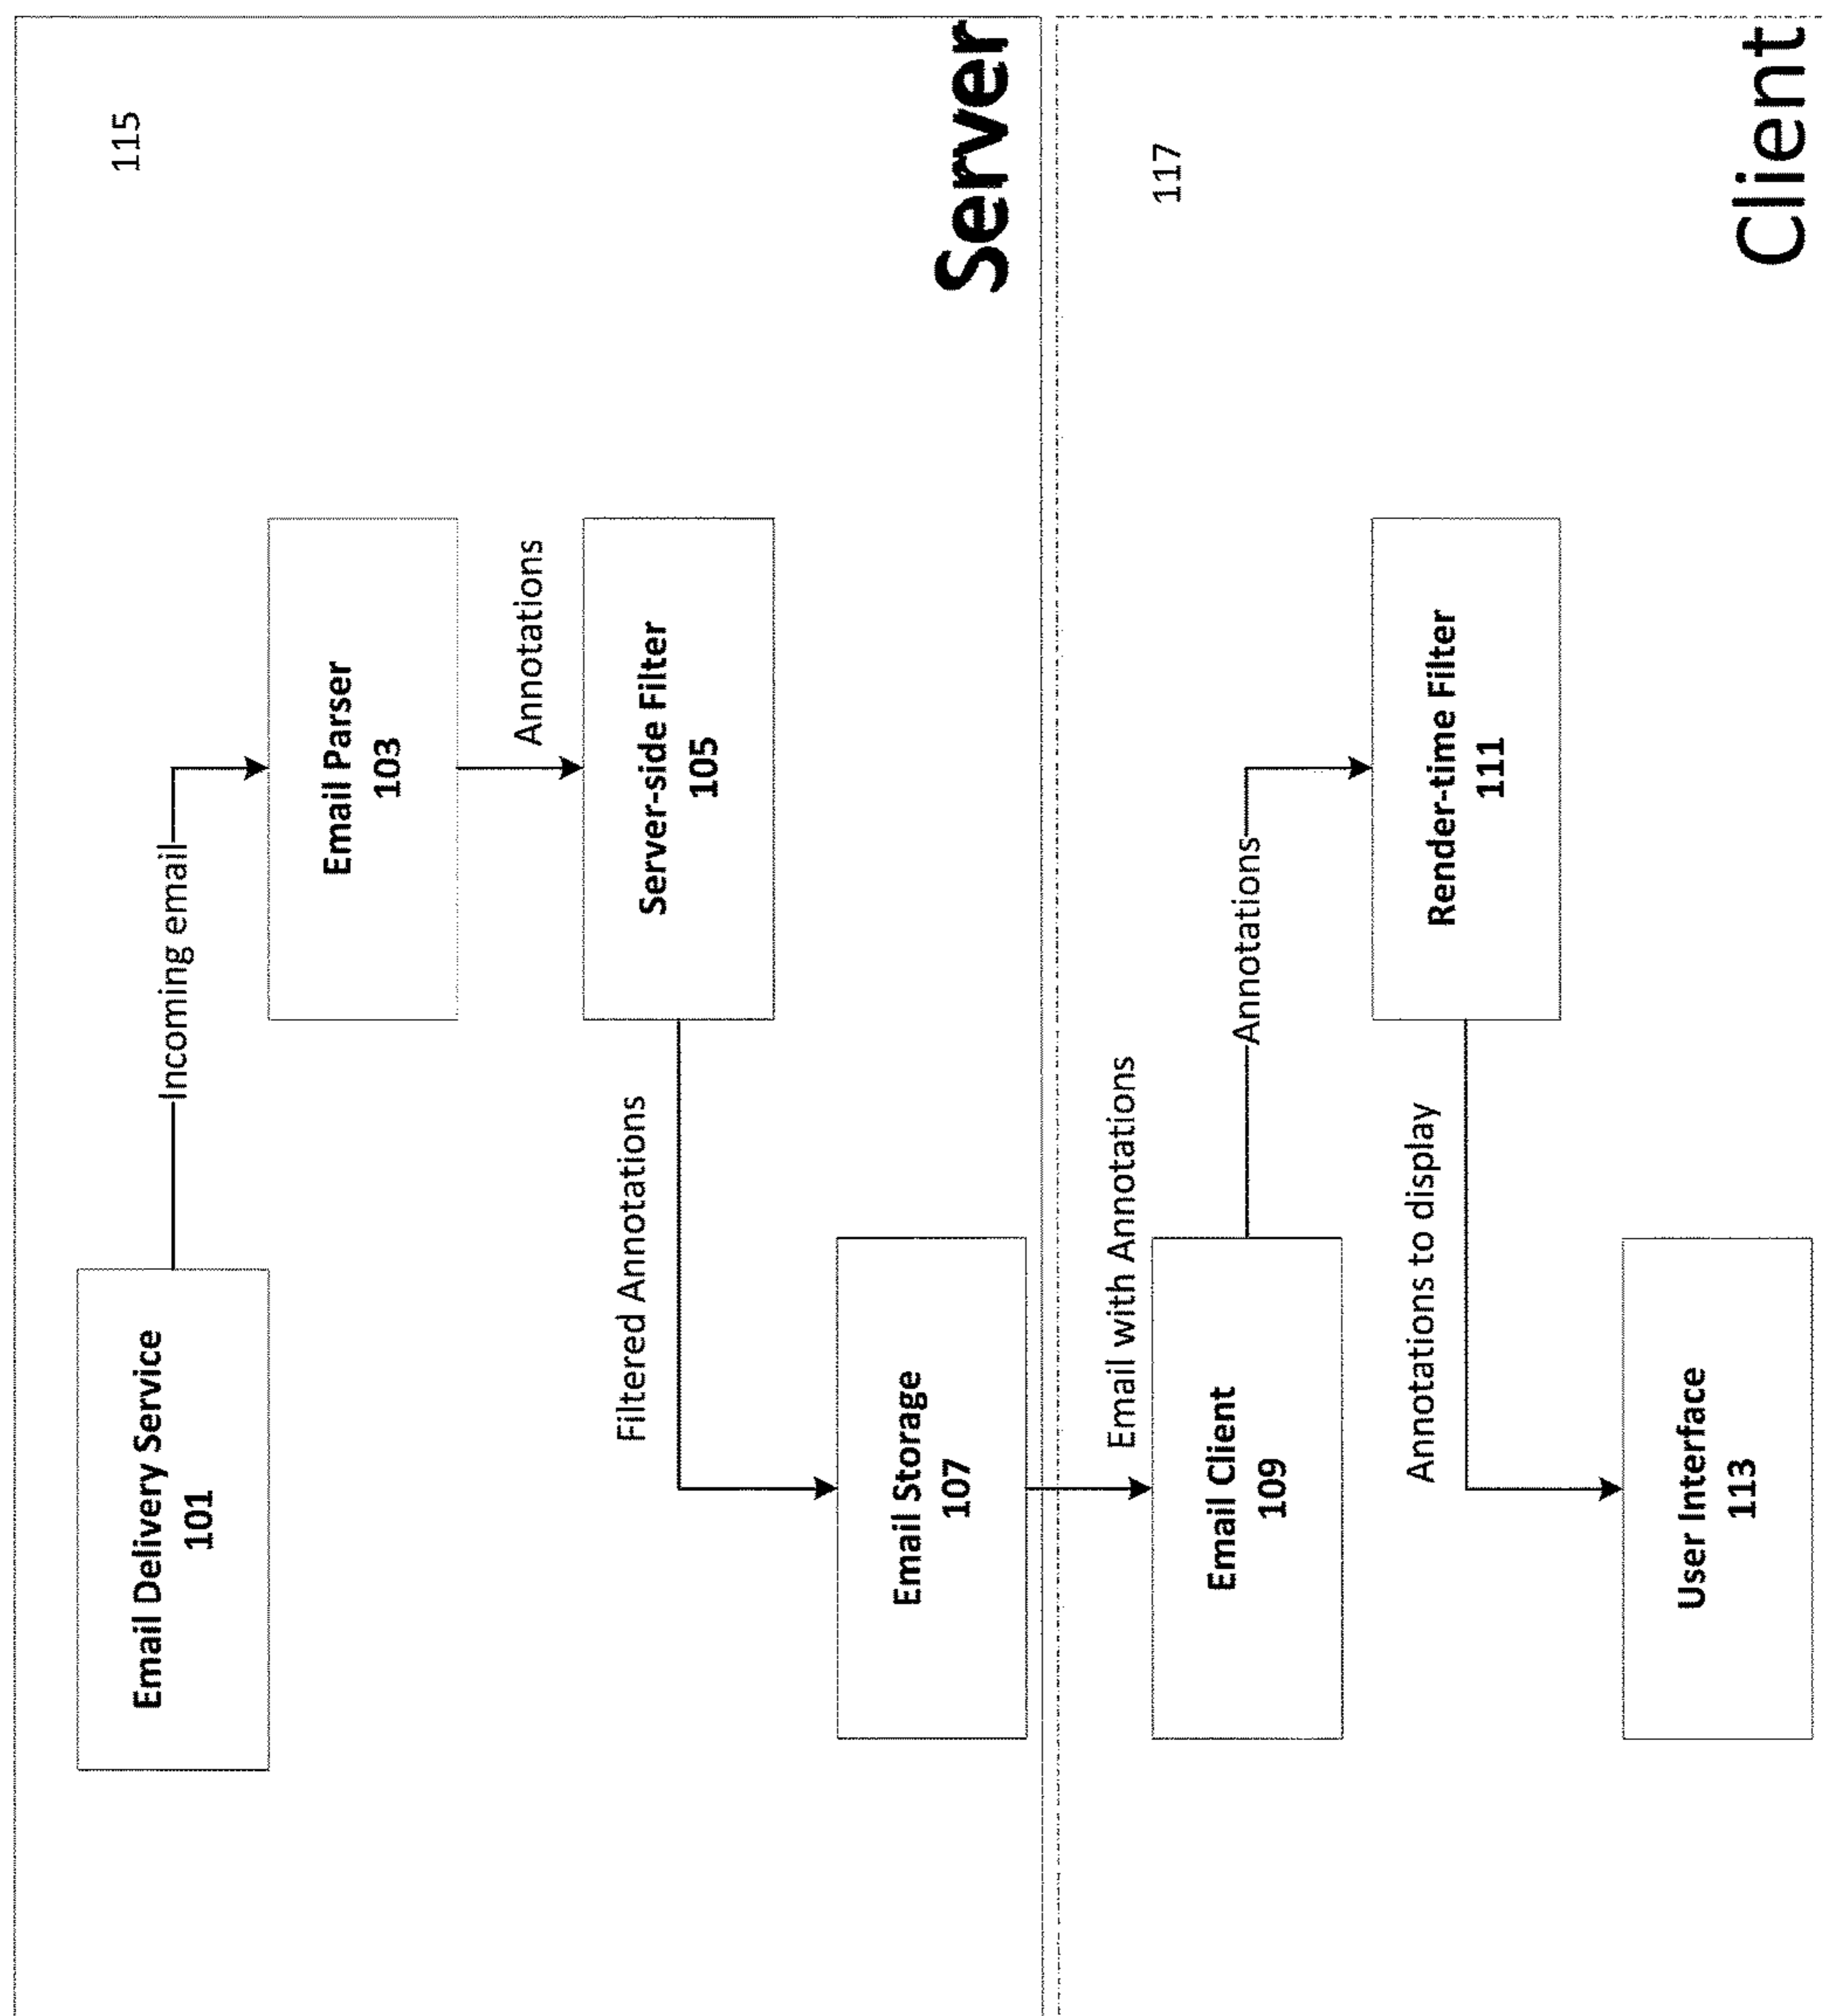 Email Delivery Service
101
Incoming email
Email Parser
103
Annotations
Server-side Filter
105
Filtered Annotations
Email Storage
107
115
Server
Email with Annotations
Email Client
109
Annotations
Render-time Filter
111
Annotations to display
User Interface
113
117
Client